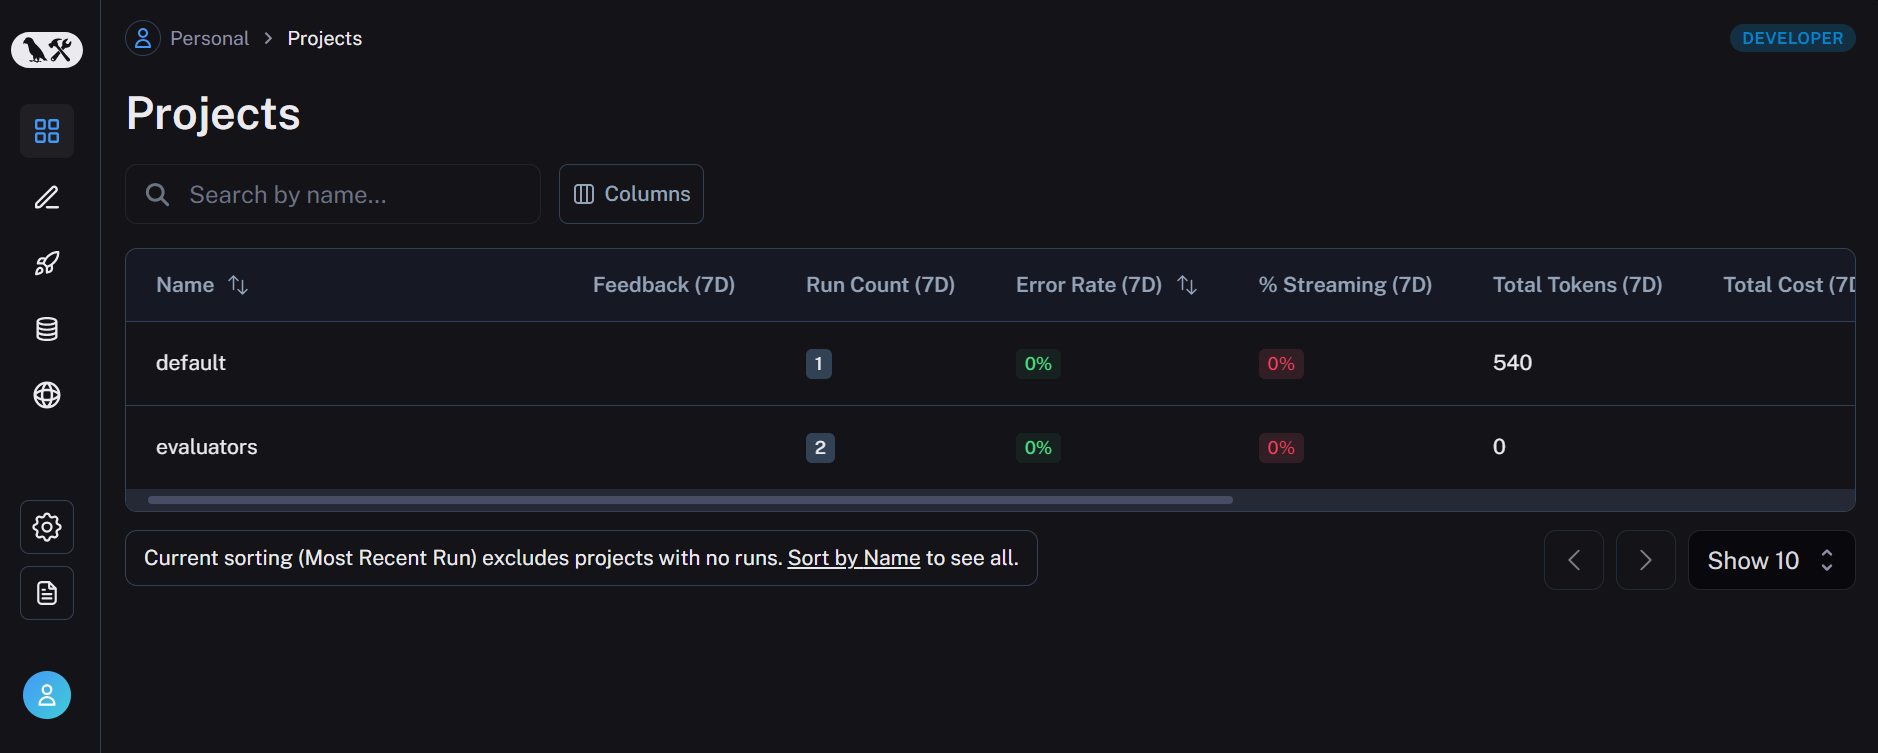 Personal > Projects
DEVELOPER
Projects
Search by name...
Columns
Name Feedback (7D) Run Count (7D) Error Rate (7D) % Streaming (7D) Total Tokens (7D) Total Cost (7D
default 1 0% 0% 540
evaluators 2 0% 0% 0
Current sorting (Most Recent Run) excludes projects with no runs. Sort by Name to see all.
Show 10